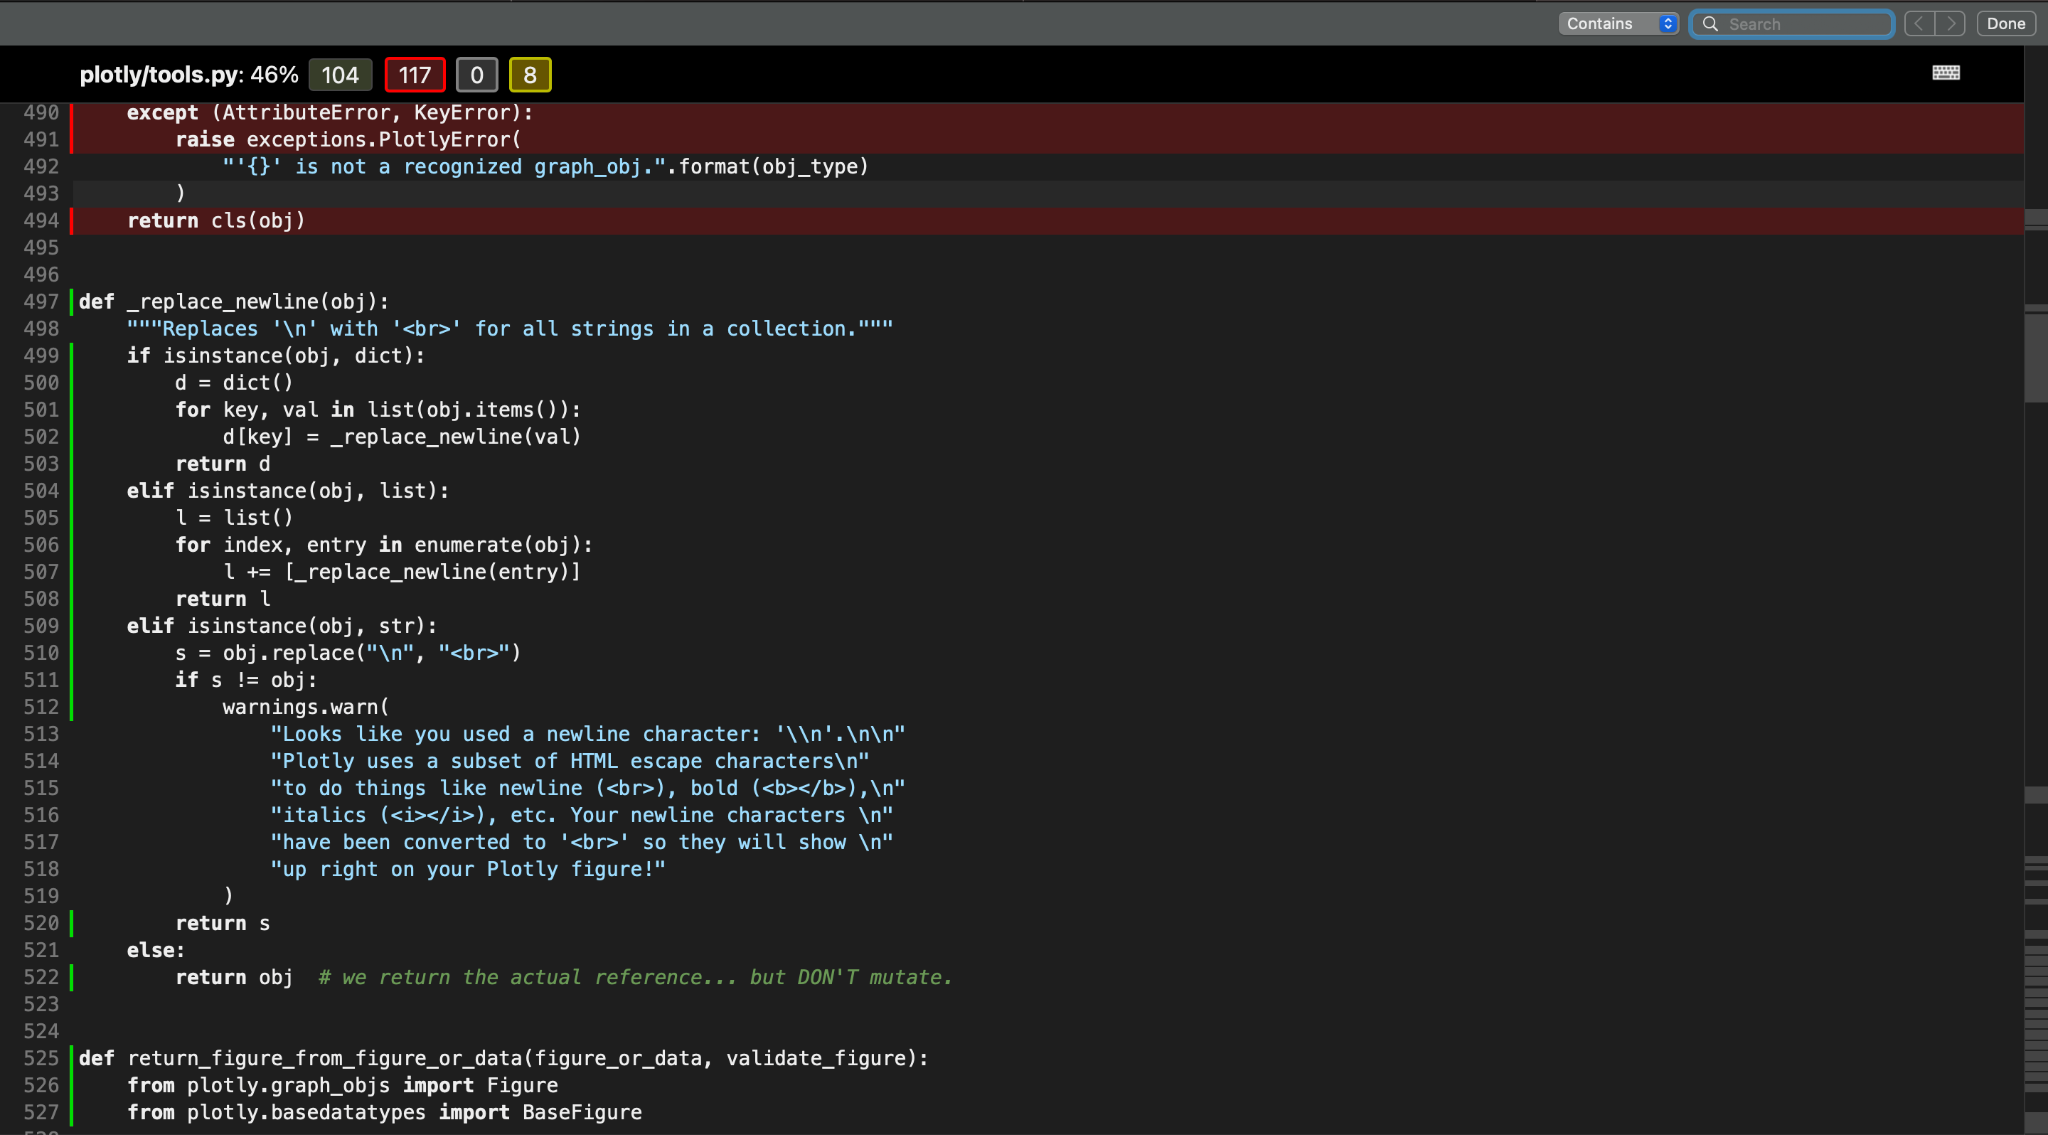 Contains
Search
Done
plotly/tools.py: 46% 104 117 0 8
490     except (AttributeError, KeyError):
491         raise exceptions.PlotlyError(
492             "'{}' is not a recognized graph_obj.".format(obj_type)
493         )
494     return cls(obj)
495
496
497 def _replace_newline(obj):
498     """Replaces '\n' with '<br>' for all strings in a collection."""
499     if isinstance(obj, dict):
500         d = dict()
501         for key, val in list(obj.items()):
502             d[key] = _replace_newline(val)
503         return d
504     elif isinstance(obj, list):
505         l = list()
506         for index, entry in enumerate(obj):
507             l += [_replace_newline(entry)]
508         return l
509     elif isinstance(obj, str):
510         s = obj.replace("\n", "<br>")
511         if s != obj:
512             warnings.warn(
513                 "Looks like you used a newline character: '\\n'.\n\n"
514                 "Plotly uses a subset of HTML escape characters\n"
515                 "to do things like newline (<br>), bold (<b></b>),\n"
516                 "italics (<i></i>), etc. Your newline characters \n"
517                 "have been converted to '<br>' so they will show \n"
518                 "up right on your Plotly figure!"
519             )
520         return s
521     else:
522         return obj  # we return the actual reference... but DON'T mutate.
523
524
525 def return_figure_from_figure_or_data(figure_or_data, validate_figure):
526     from plotly.graph_objs import Figure
527     from plotly.basedatatypes import BaseFigure